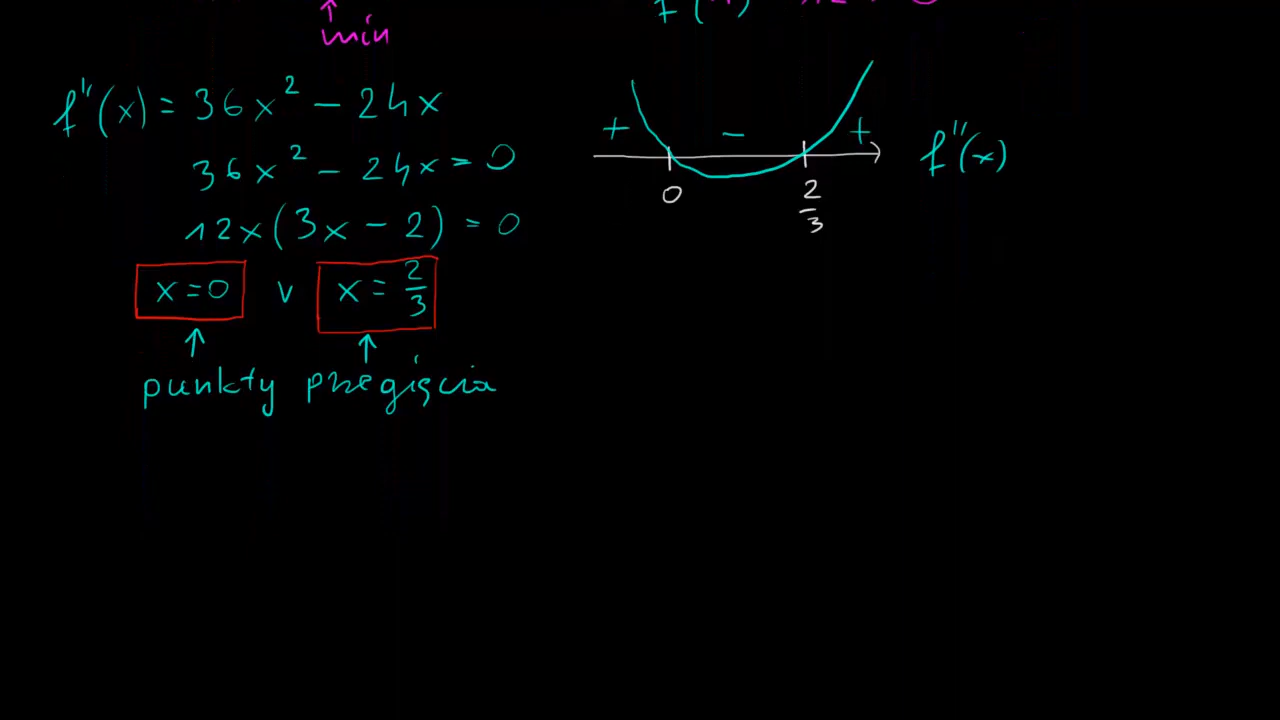 min
f''(x) = 36x² − 24x
36x² − 24x = 0
12x(3x − 2) = 0
x = 0 v x = 2/3
punkty przegięcia
+ − +
0 2/3
f''(x)